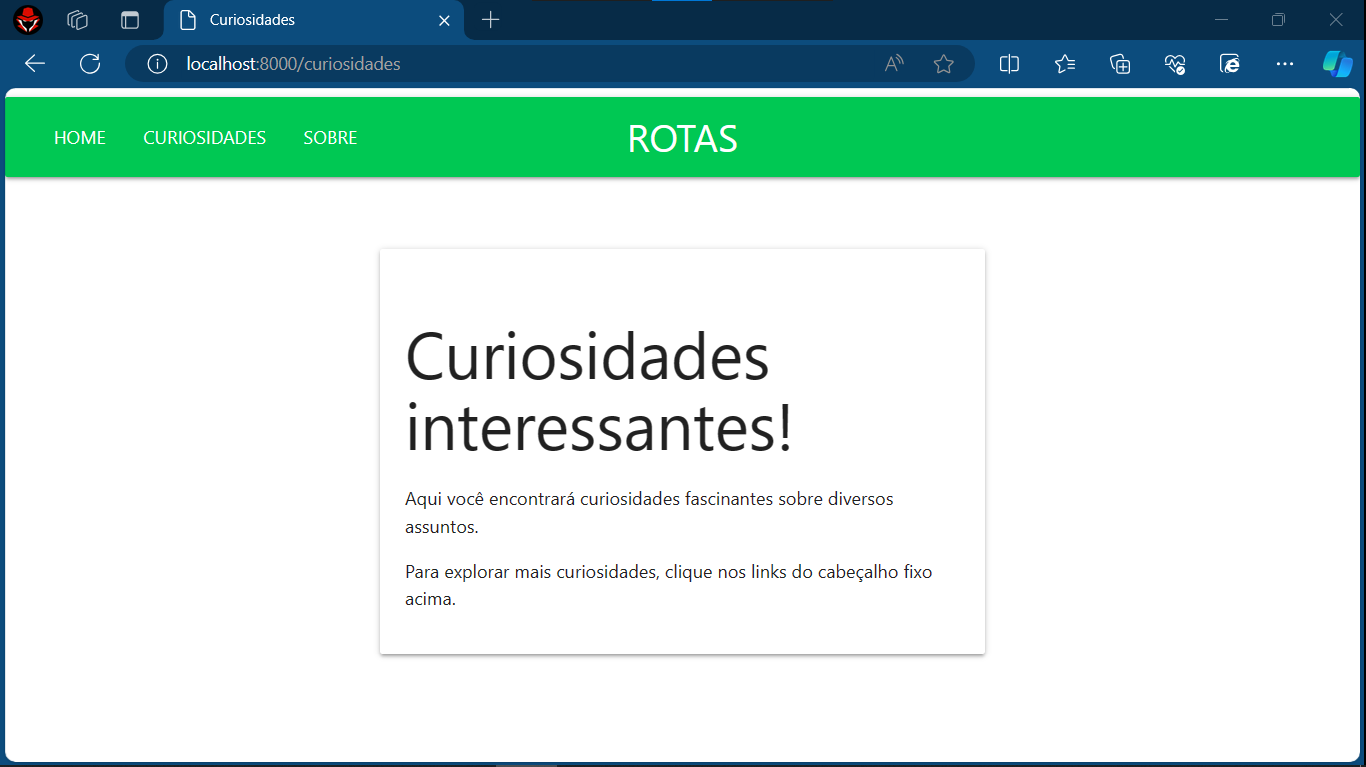 Curiosidades
localhost:8000/curiosidades
HOME CURIOSIDADES SOBRE ROTAS
Curiosidades
interessantes!
Aqui você encontrará curiosidades fascinantes sobre diversos
assuntos.
Para explorar mais curiosidades, clique nos links do cabeçalho fixo
acima.